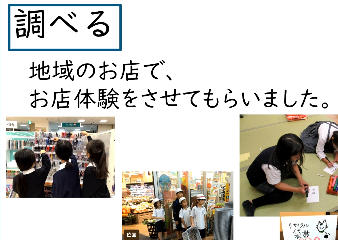 調べる
地域のお店で、
お店体験をさせてもらいました。